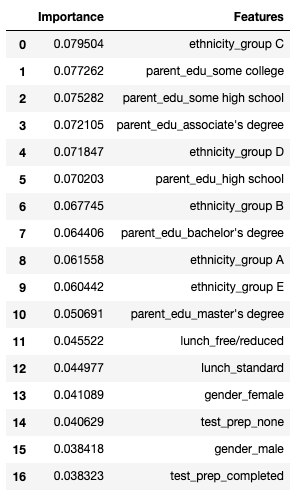 Importance Features
0 0.079504 ethnicity_group C
1 0.077262 parent_edu_some college
2 0.075282 parent_edu_some high school
3 0.072105 parent_edu_associate's degree
4 0.071847 ethnicity_group D
5 0.070203 parent_edu_high school
6 0.067745 ethnicity_group B
7 0.064406 parent_edu_bachelor's degree
8 0.061558 ethnicity_group A
9 0.060442 ethnicity_group E
10 0.050691 parent_edu_master's degree
11 0.045522 lunch_free/reduced
12 0.044977 lunch_standard
13 0.041089 gender_female
14 0.040629 test_prep_none
15 0.038418 gender_male
16 0.038323 test_prep_completed